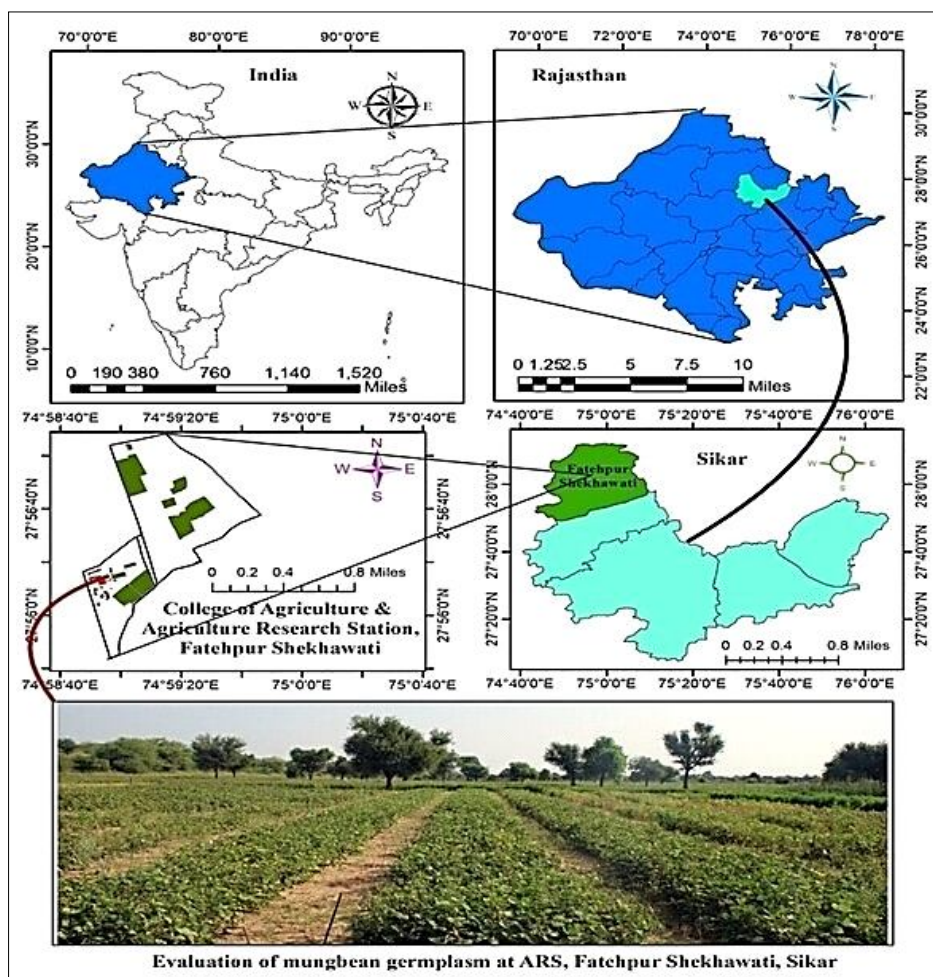 70°0'0"E 80°0'0"E 90°0'0"E
India
N
W E
S
30°0'0"N
20°0'0"N
10°0'0"N
0 190 380 760 1,140 1,520
Miles
70°0'0"E 72°0'0"E 74°0'0"E 76°0'0"E 78°0'0"E
Rajasthan
N
W E
S
30°0'0"N
28°0'0"N
26°0'0"N
24°0'0"N
22°0'0"N
0 1.25 2.5 5 7.5 10
Miles
74°58'40"E 74°59'20"E 75°0'0"E 75°0'40"E
N
W E
S
27°56'40"N
27°56'0"N
0 0.2 0.4 0.8 Miles
College of Agriculture &
Agriculture Research Station,
Fatehpur Shekhawati
74°58'40"E 74°59'20"E 75°0'0"E 75°0'40"E
Sikar
N
W E
S
Fatehpur
Shekhawati
28°0'0"N
27°40'0"N
27°20'0"N
0 0.2 0.4 0.8
Miles
74°40'0"E 75°0'0"E 75°20'0"E 75°40'0"E 76°0'0"E
Evaluation of mungbean germplasm at ARS, Fatehpur Shekhawati, Sikar